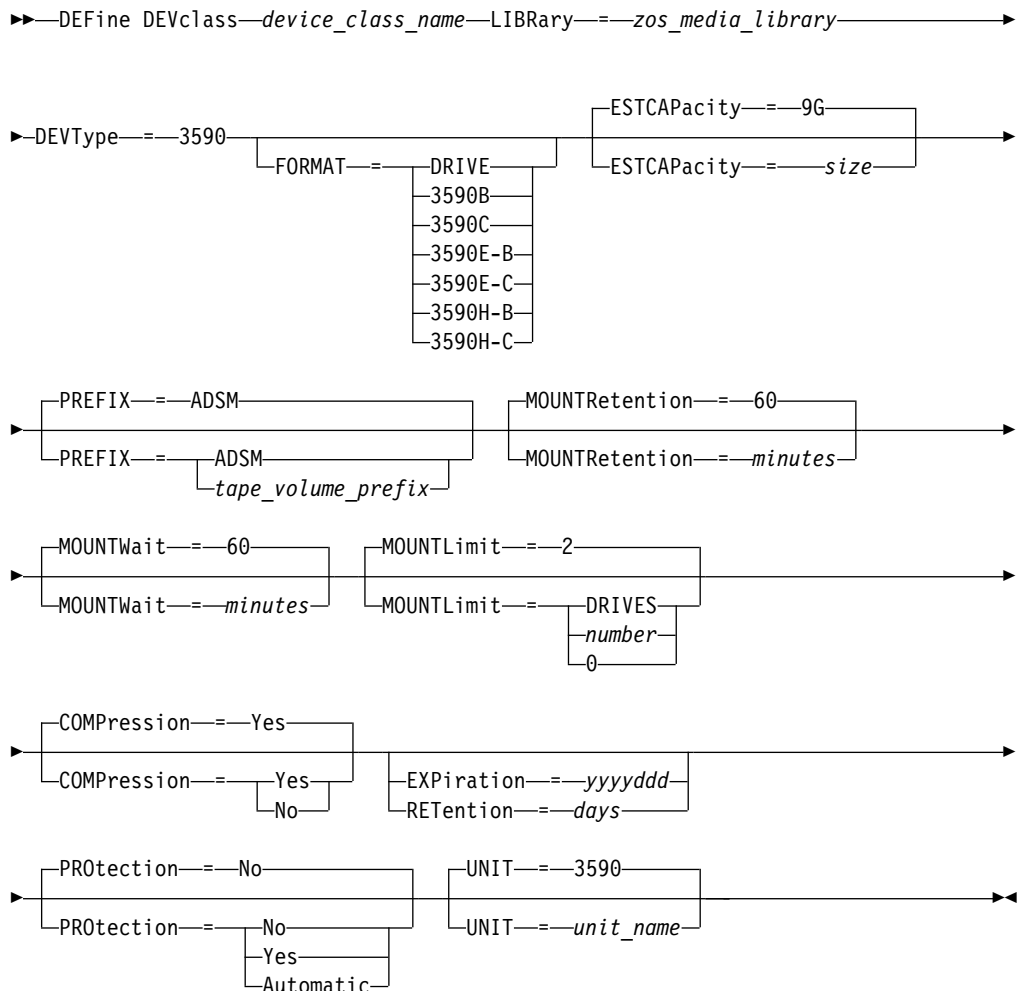 DEFine DEVclass device_class_name LIBRary = zos_media_library
ESTCAPacity = 9G
DEVType = 3590
FORMAT = DRIVE
ESTCAPacity = size
3590B
3590C
3590E-B
3590E-C
3590H-B
3590H-C
PREFIX = ADSM
MOUNTRetention = 60
PREFIX = ADSM
MOUNTRetention = minutes
tape_volume_prefix
MOUNTWait = 60
MOUNTLimit = 2
MOUNTWait = minutes
MOUNTLimit = DRIVES
number
0
COMPression = Yes
COMPression = Yes
EXPiration = yyyyddd
No
RETention = days
PROtection = No
UNIT = 3590
PROtection = No
UNIT = unit_name
Yes
Automatic